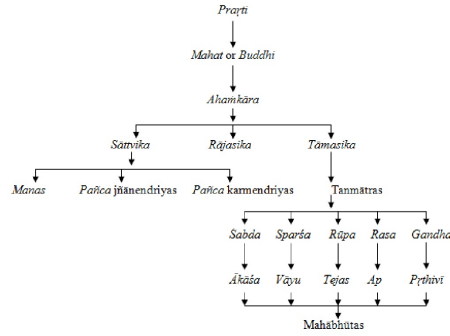 Praṛti
Mahat or Buddhi
Ahaṁkāra
Sāttvika Rājasika Tāmasika
Manas Pañca jñānendriyas Pañca karmendriyas Tanmātras
Sabda Sparśa Rūpa Rasa Gandha
Ākāśa Vāyu Tejas Ap Pṛthivī
Mahābhūtas